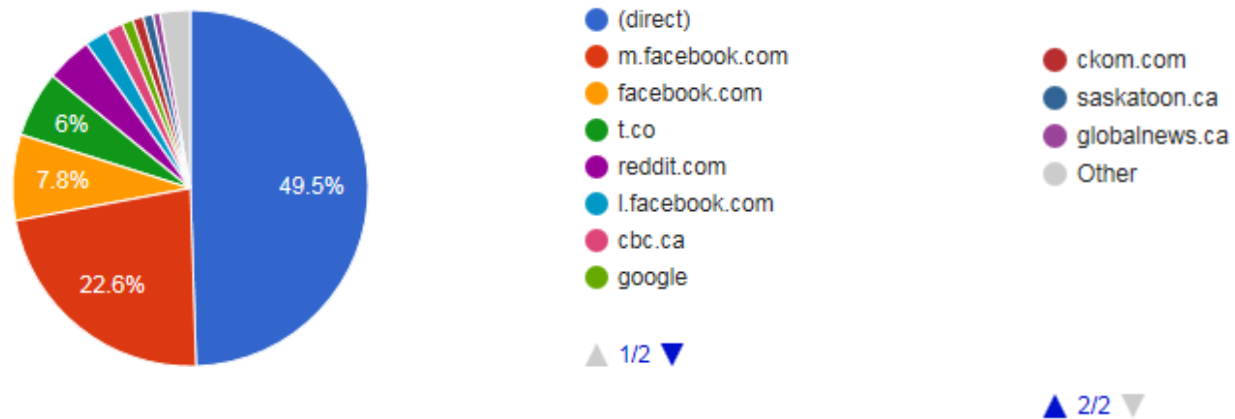 49.5%
22.6%
7.8%
6%
(direct)
m.facebook.com
facebook.com
t.co
reddit.com
l.facebook.com
cbc.ca
google
1/2
ckom.com
saskatoon.ca
globalnews.ca
Other
2/2